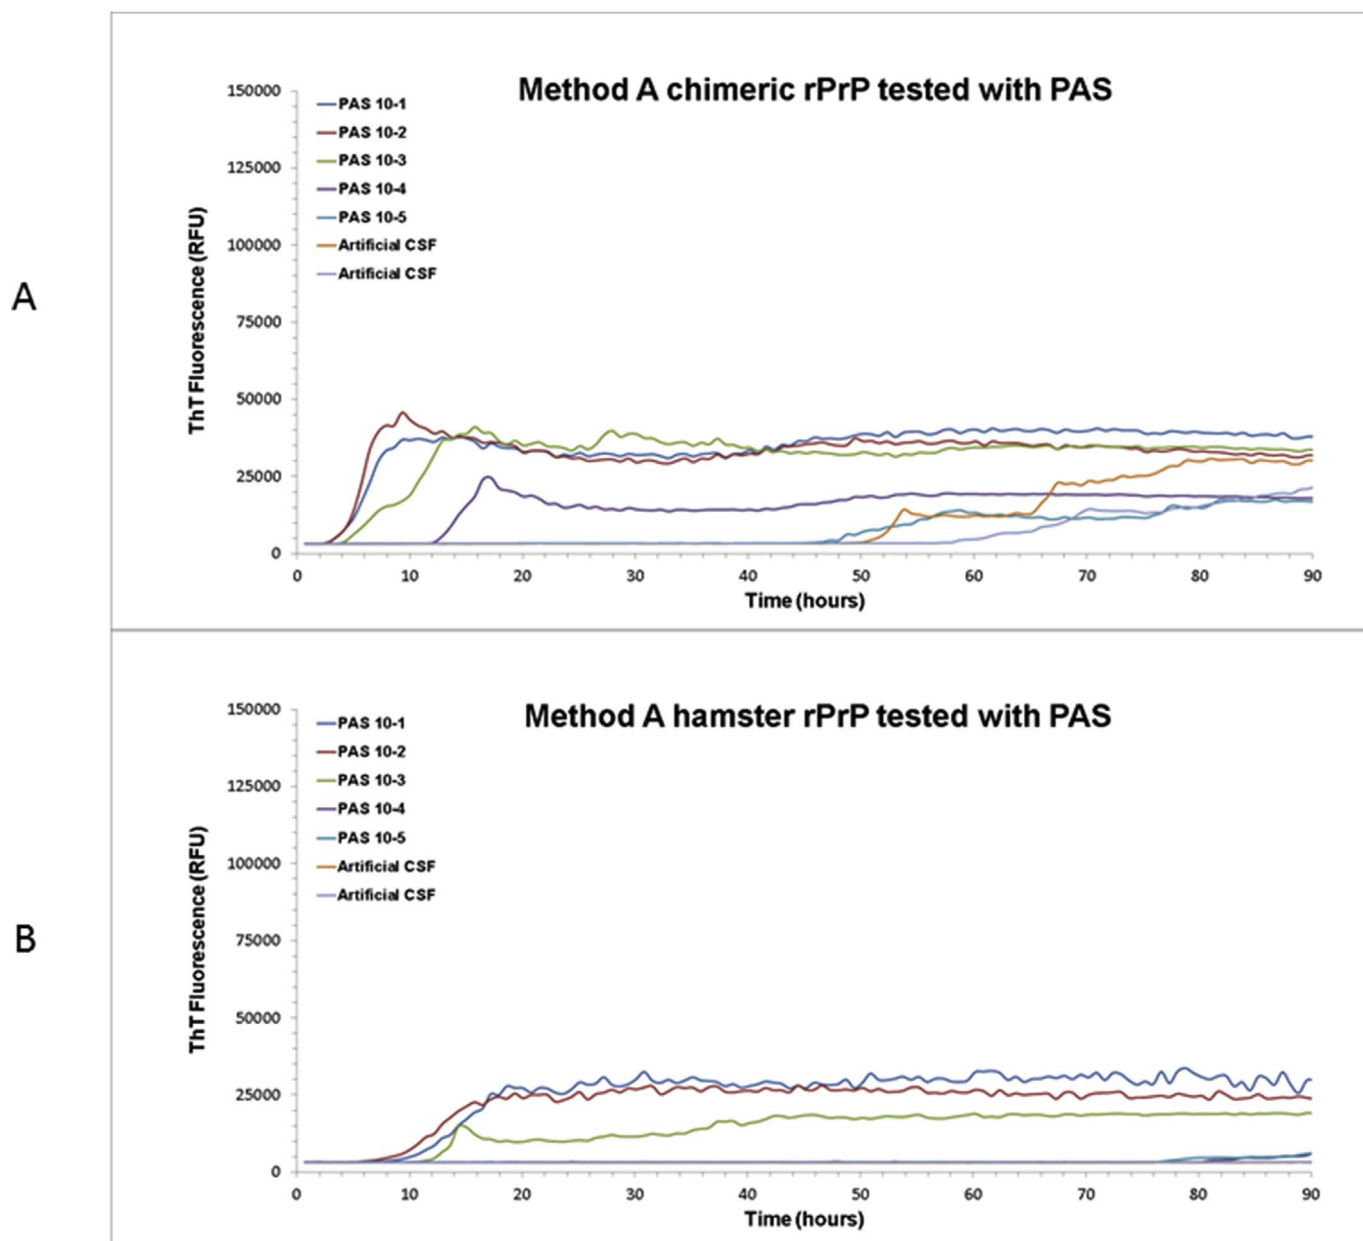 A
Method A chimeric rPrP tested with PAS
ThT Fluorescence (RFU)
150000
125000
100000
75000
50000
25000
0
PAS 10-1
PAS 10-2
PAS 10-3
PAS 10-4
PAS 10-5
Artificial CSF
Artificial CSF
0 10 20 30 40 50 60 70 80 90
Time (hours)
B
Method A hamster rPrP tested with PAS
ThT Fluorescence (RFU)
150000
125000
100000
75000
50000
25000
0
PAS 10-1
PAS 10-2
PAS 10-3
PAS 10-4
PAS 10-5
Artificial CSF
Artificial CSF
0 10 20 30 40 50 60 70 80 90
Time (hours)